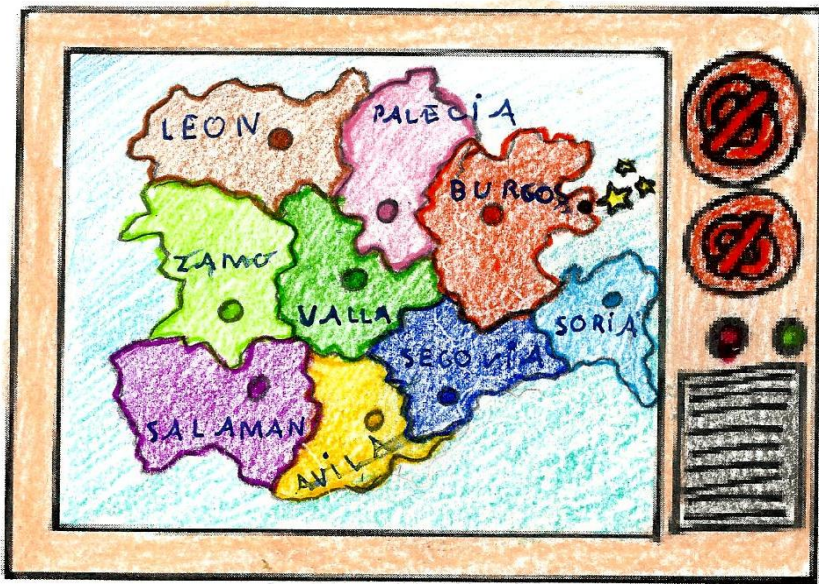 LEON
PALECIA
BURGOS
ZAMO
VALLA
SORIA
SEGOVIA
SALAMAN
AVILA